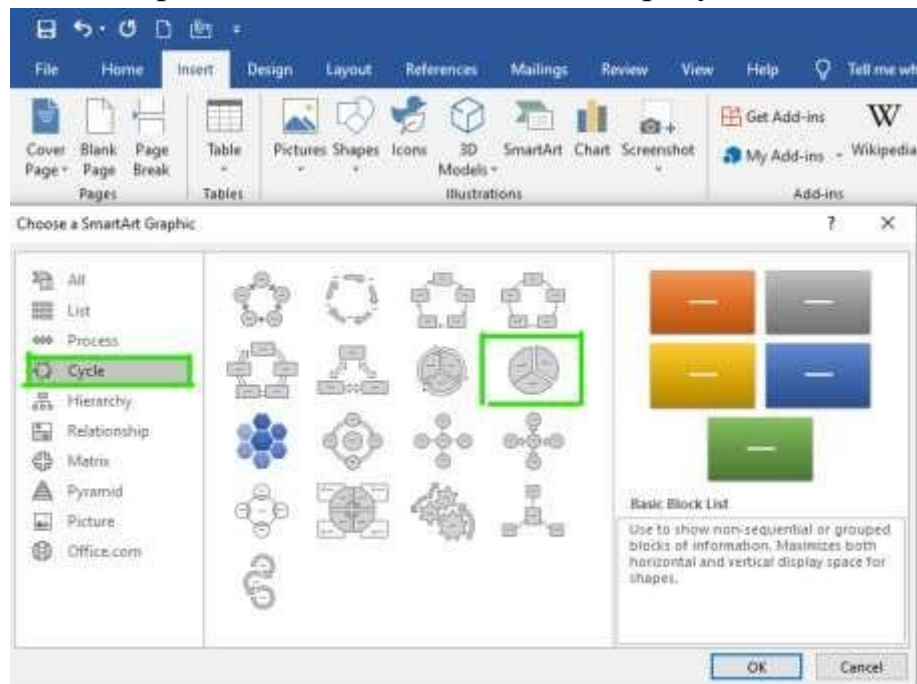 File Home Insert Design Layout References Mailings Review View Help Tell me wh
Cover Page
Blank Page
Page Break
Table
Pictures
Shapes
Icons
3D Models
SmartArt
Chart
Screenshot
Get Add-ins
My Add-ins
W
Wikipedia
Pages
Tables
Illustrations
Add-ins
Choose a SmartArt Graphic
? ×
All
List
Process
Cycle
Hierarchy
Relationship
Matrix
Pyramid
Picture
Office.com
Basic Block List
Use to show non-sequential or grouped
blocks of information. Maximizes both
horizontal and vertical display space for
shapes.
OK
Cancel